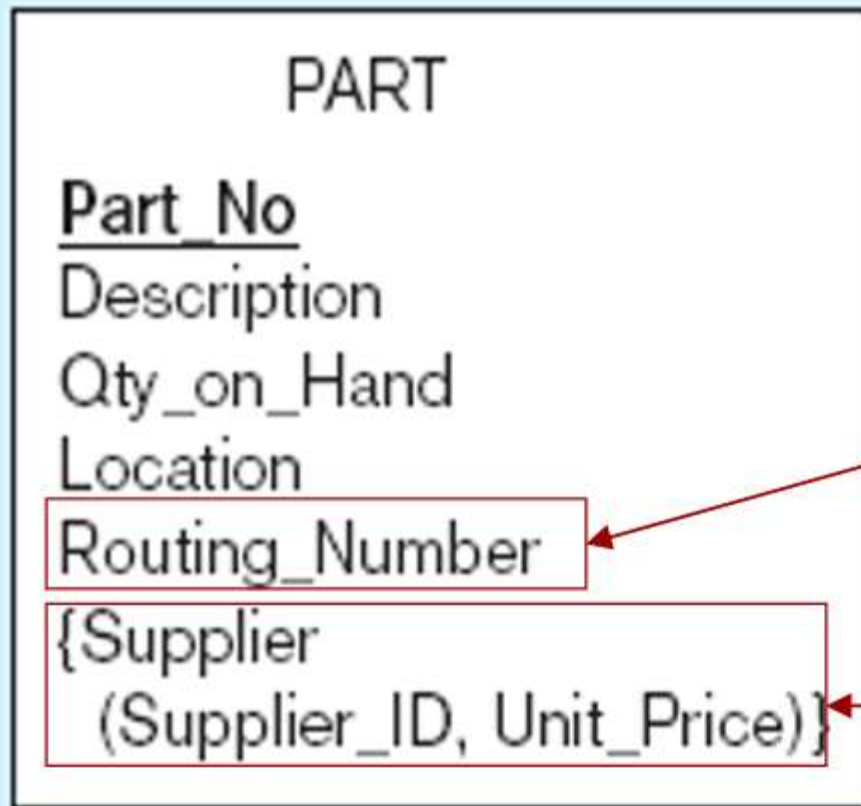 PART
Part_No
Description
Qty_on_Hand
Location
Routing_Number
{Supplier
(Supplier_ID, Unit_Price)}